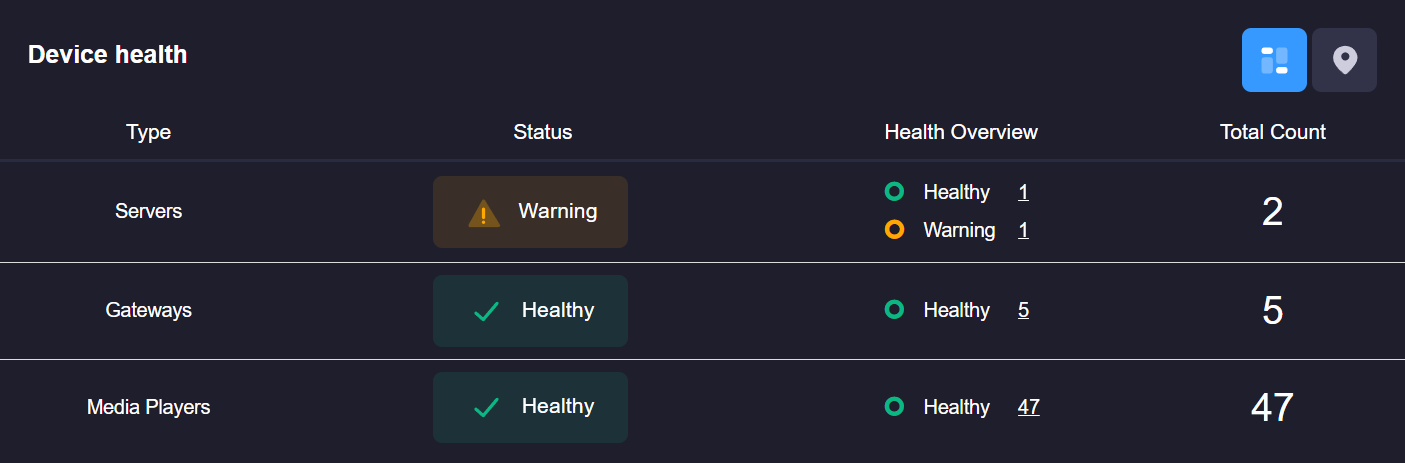 Device health
Type Status Health Overview Total Count
Servers Warning Healthy 1 2
Warning 1
Gateways Healthy Healthy 5 5
Media Players Healthy Healthy 47 47